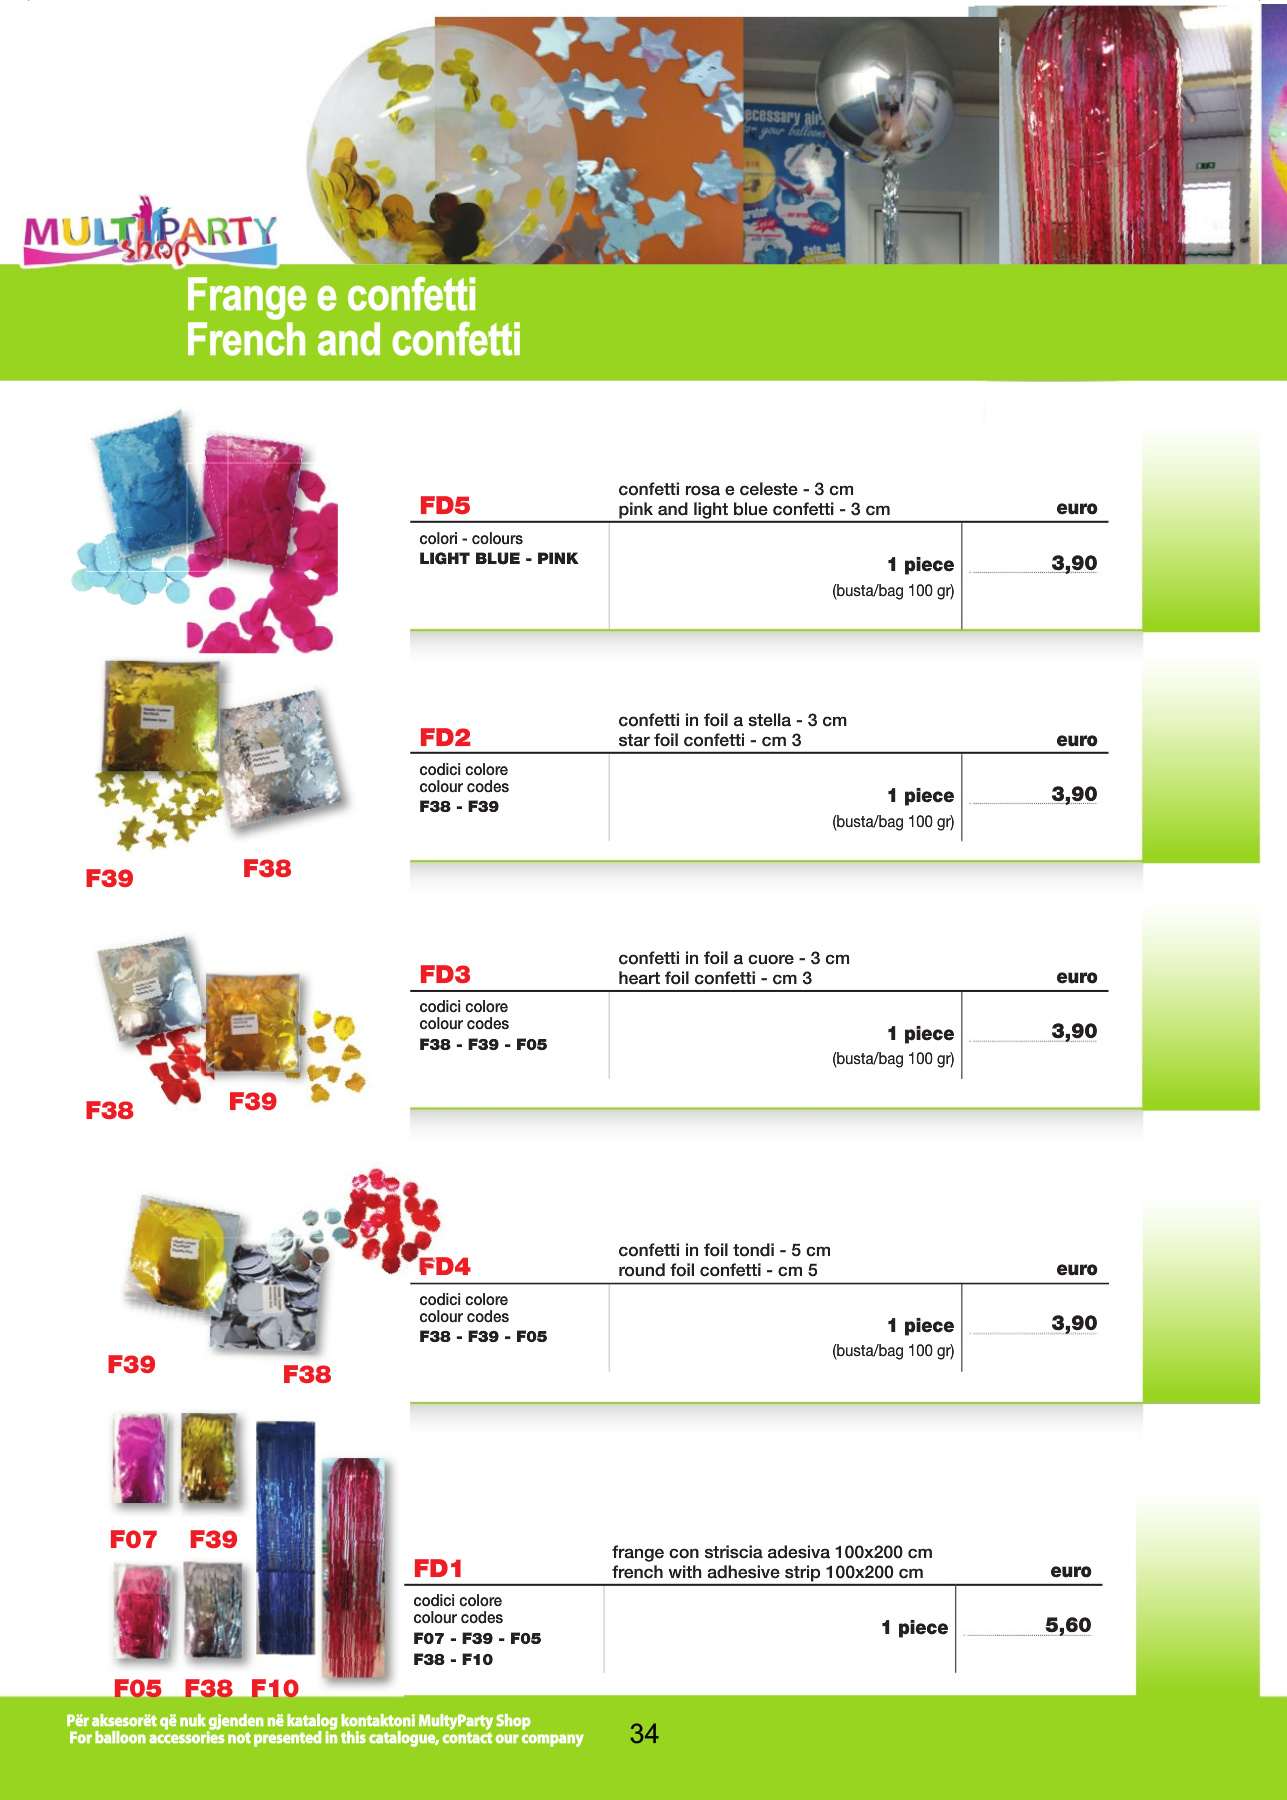 ecessary air
for your balloons
MULTIPARTY
shop
Frange e confetti
French and confetti
FD5
confetti rosa e celeste - 3 cm
pink and light blue confetti - 3 cm
euro
colori - colours
LIGHT BLUE - PINK
1 piece
3,90
(busta/bag 100 gr)
FD2
confetti in foil a stella - 3 cm
star foil confetti - cm 3
euro
codici colore
colour codes
F38 - F39
1 piece
3,90
(busta/bag 100 gr)
F39
F38
FD3
confetti in foil a cuore - 3 cm
heart foil confetti - cm 3
euro
codici colore
colour codes
F38 - F39 - F05
1 piece
3,90
(busta/bag 100 gr)
F38
F39
FD4
confetti in foil tondi - 5 cm
round foil confetti - cm 5
euro
codici colore
colour codes
F38 - F39 - F05
1 piece
3,90
(busta/bag 100 gr)
F39
F38
F07
F39
F05
F38
F10
FD1
frange con striscia adesiva 100x200 cm
french with adhesive strip 100x200 cm
euro
codici colore
colour codes
F07 - F39 - F05
F38 - F10
1 piece
5,60
Për aksesorët që nuk gjenden në katalog kontaktoni MultyParty Shop
For balloon accessories not presented in this catalogue, contact our company
34